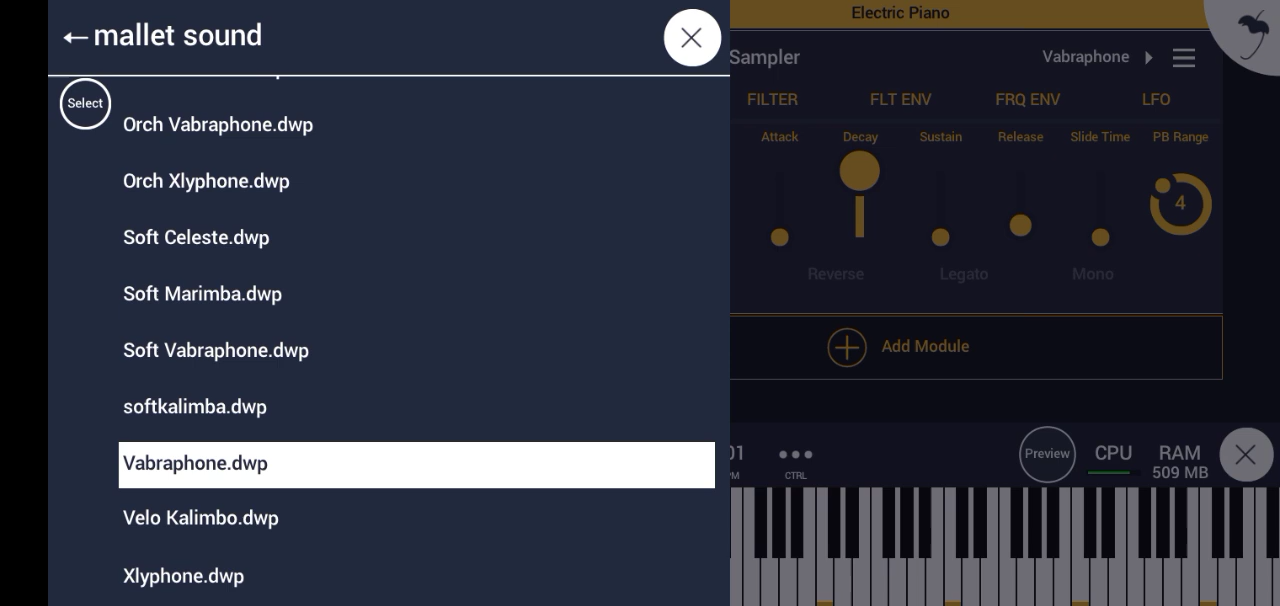 mallet sound
Select
Orch Vabraphone.dwp
Orch Xlyphone.dwp
Soft Celeste.dwp
Soft Marimba.dwp
Soft Vabraphone.dwp
softkalimba.dwp
Vabraphone.dwp
Velo Kalimbo.dwp
Xlyphone.dwp
Electric Piano
Sampler
Vabraphone
FILTER FLT ENV FRQ ENV LFO
Attack Decay Sustain Release Slide Time PB Range
4
Reverse Legato Mono
Add Module
CTRL
Preview
CPU
RAM
509 MB